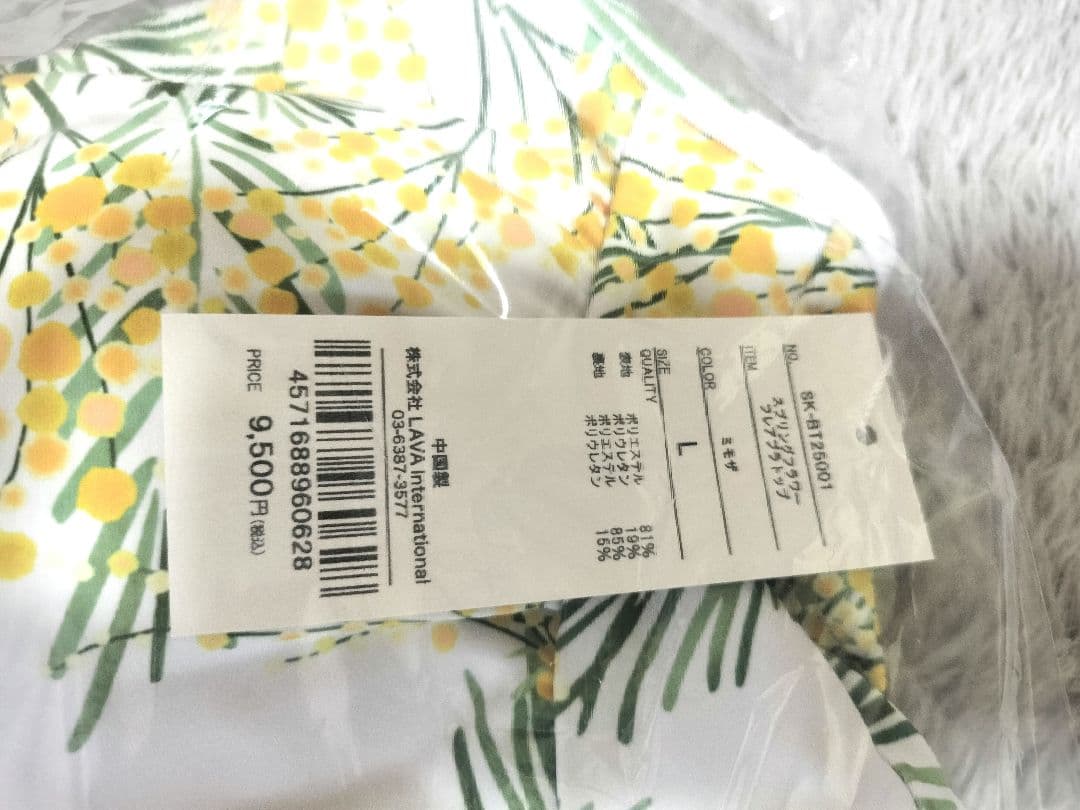 NO. SK-BT25001
ITEM スプリングフラワー
フレアブラトップ
COLOR ミモザ
SIZE L
QUALITY
表地 ポリエステル 81%
ポリウレタン 19%
裏地 ポリエステル 85%
ポリウレタン 15%
中国製
株式会社 LAVA International
03-6387-3577
4571688960628
PRICE 9,500円(税込)